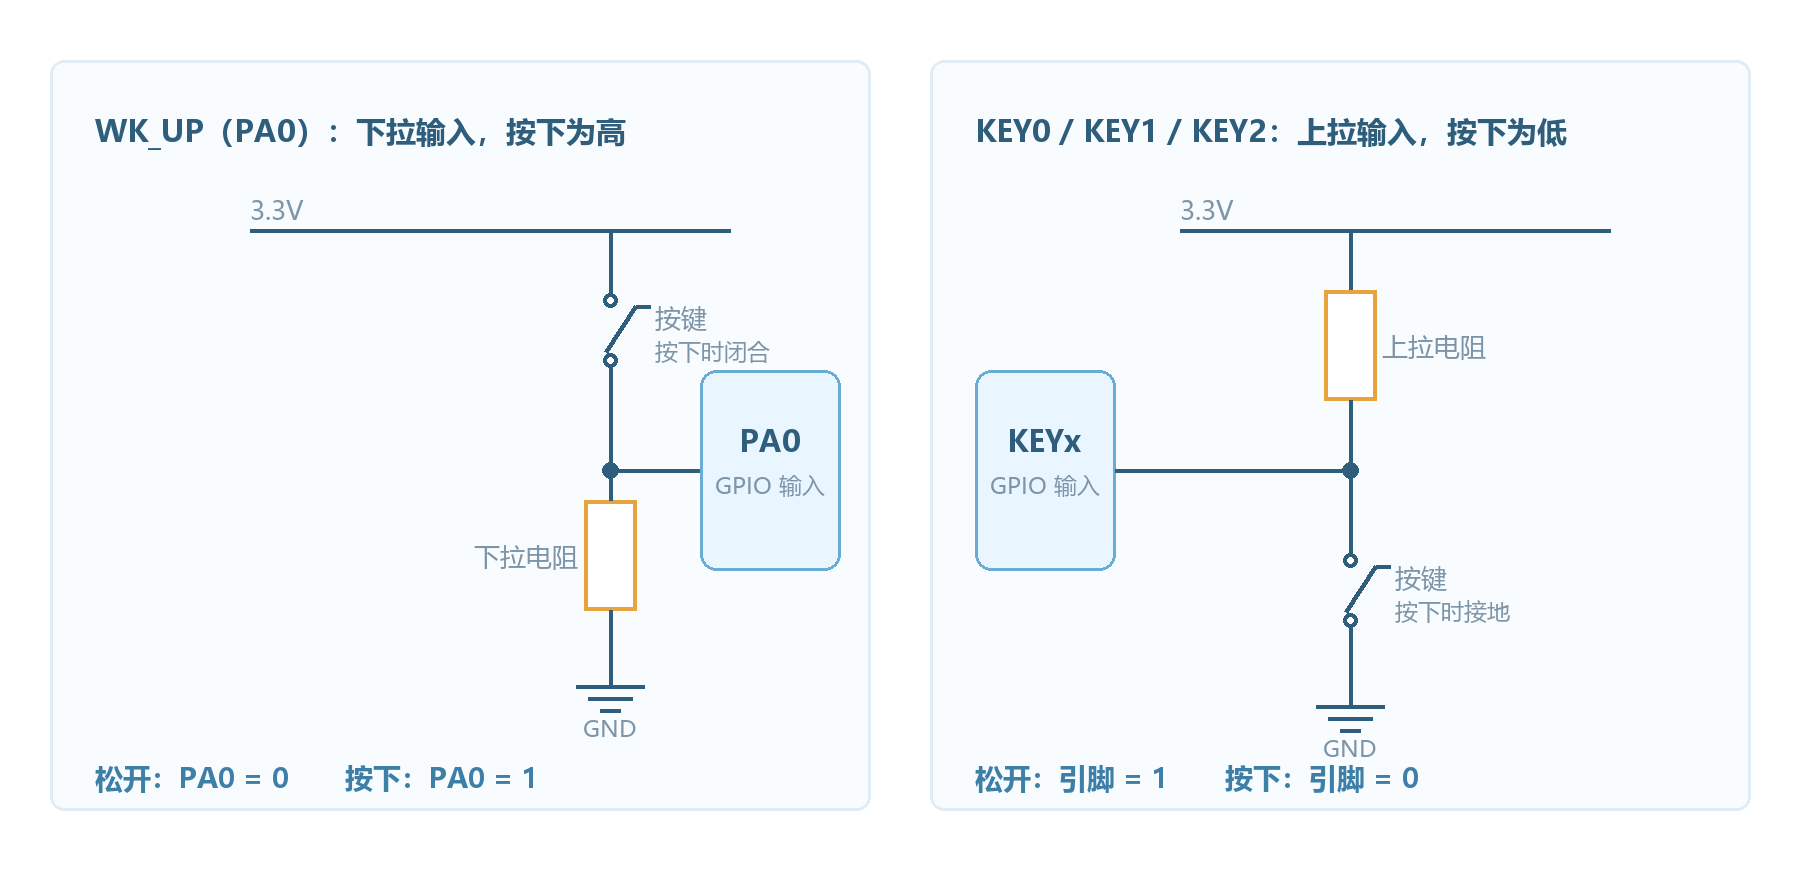 WK_UP（PA0）：下拉输入，按下为高
3.3V
按键
按下时闭合
PA0
GPIO 输入
下拉电阻
GND
松开：PA0 = 0
按下：PA0 = 1
KEY0 / KEY1 / KEY2：上拉输入，按下为低
3.3V
上拉电阻
KEYx
GPIO 输入
按键
按下时接地
GND
松开：引脚 = 1
按下：引脚 = 0